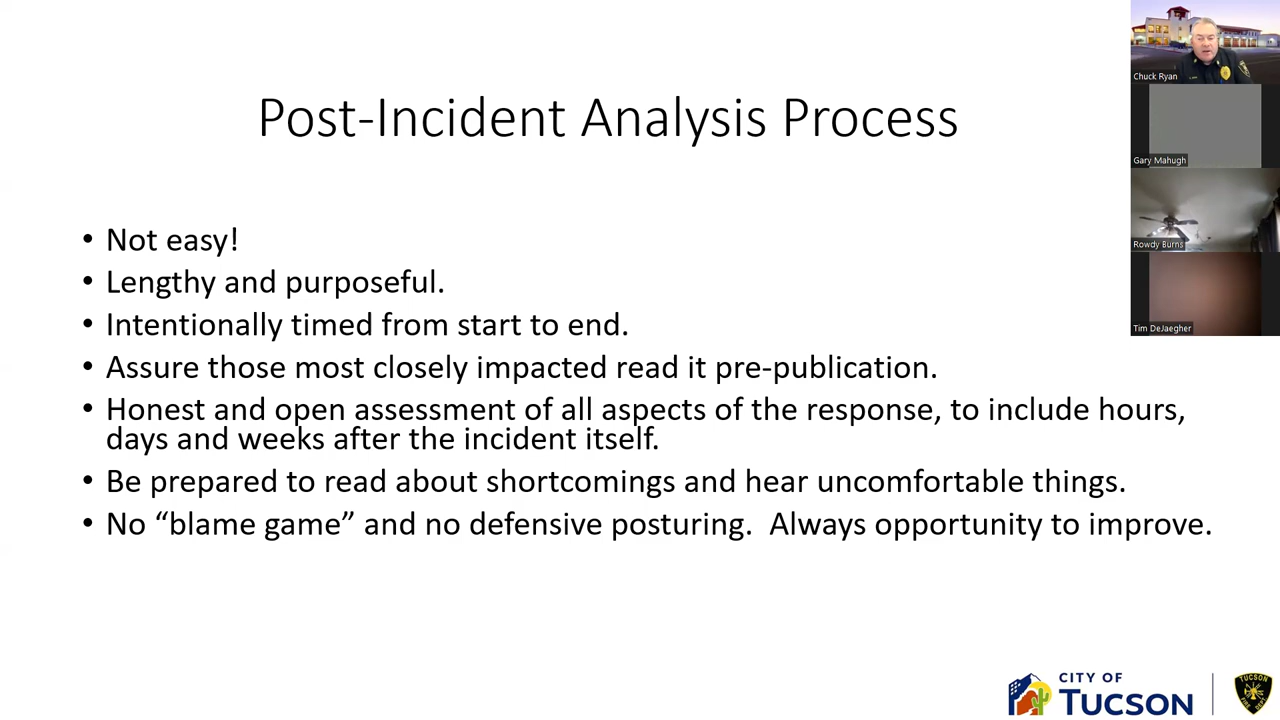 Post-Incident Analysis Process
• Not easy!
• Lengthy and purposeful.
• Intentionally timed from start to end.
• Assure those most closely impacted read it pre-publication.
• Honest and open assessment of all aspects of the response, to include hours,
days and weeks after the incident itself.
• Be prepared to read about shortcomings and hear uncomfortable things.
• No “blame game” and no defensive posturing.  Always opportunity to improve.
Chuck Ryan
Gary Mahugh
Rowdy Burns
Tim DeJaegher
CITY OF
TUCSON
TUCSON
FIRE DEPT